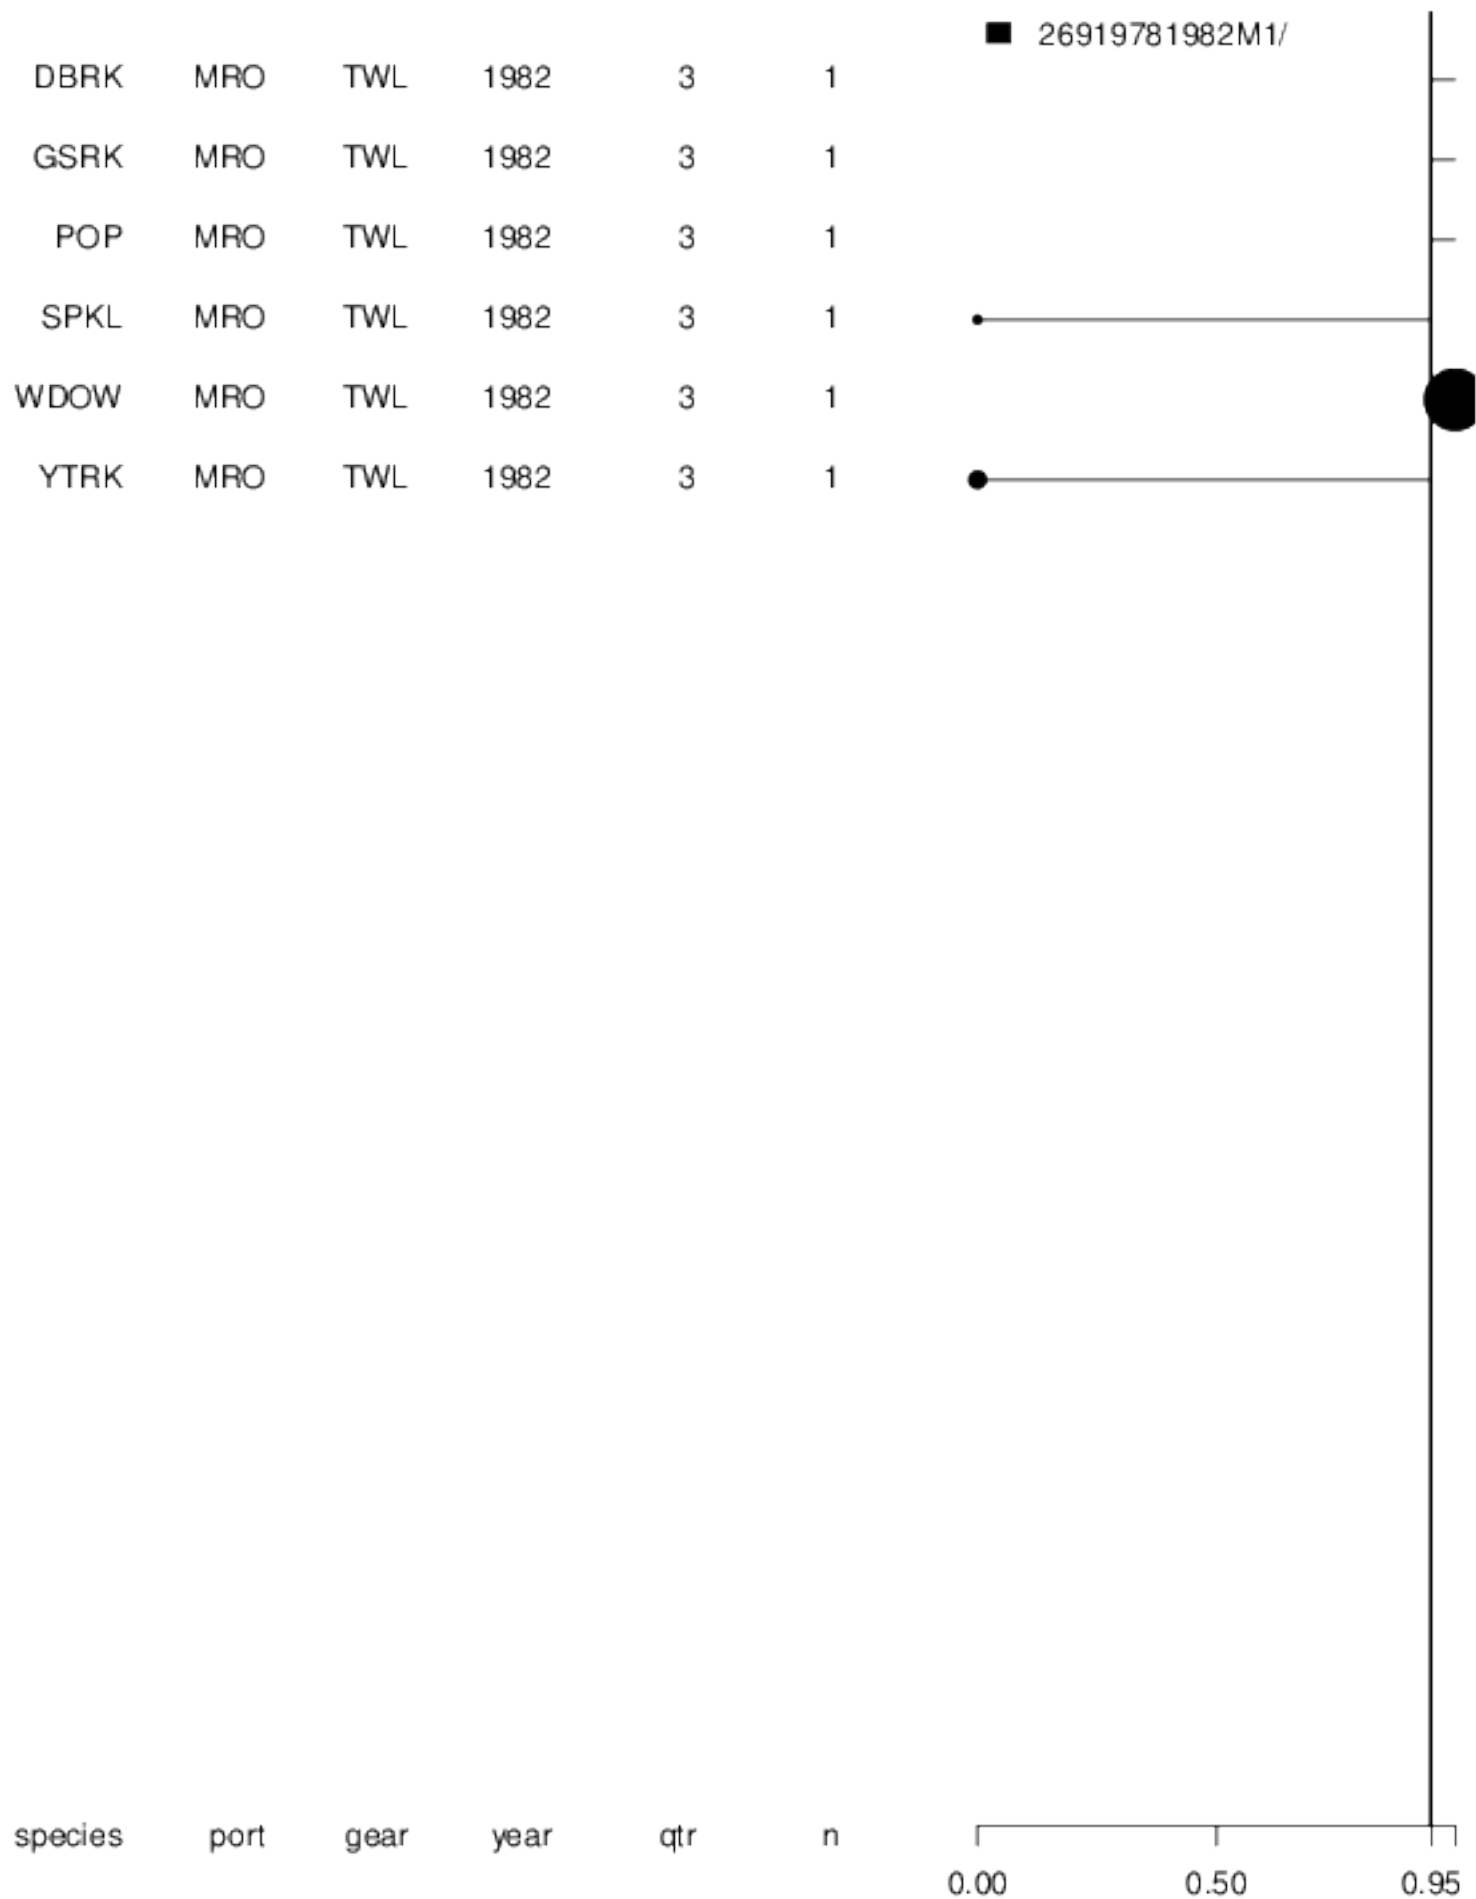 26919781982M1/
DBRK MRO TWL 1982 3 1
GSRK MRO TWL 1982 3 1
POP MRO TWL 1982 3 1
SPKL MRO TWL 1982 3 1
WDOW MRO TWL 1982 3 1
YTRK MRO TWL 1982 3 1
species port gear year qtr n
0.00 0.50 0.95